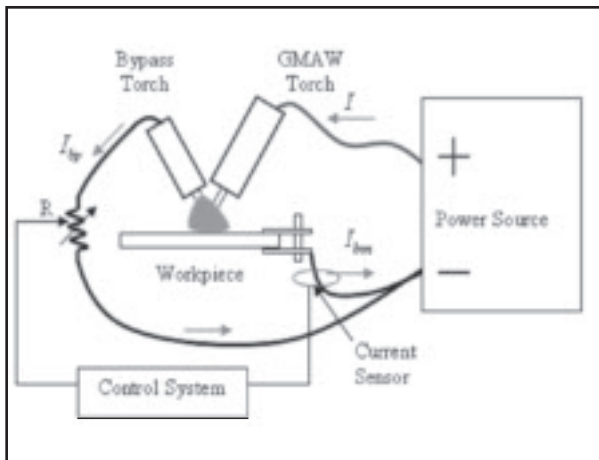 Bypass
Torch
GMAW
Torch
I
I_bp
R
+
Power Source
−
Workpiece
I_bm
Current
Sensor
Control System